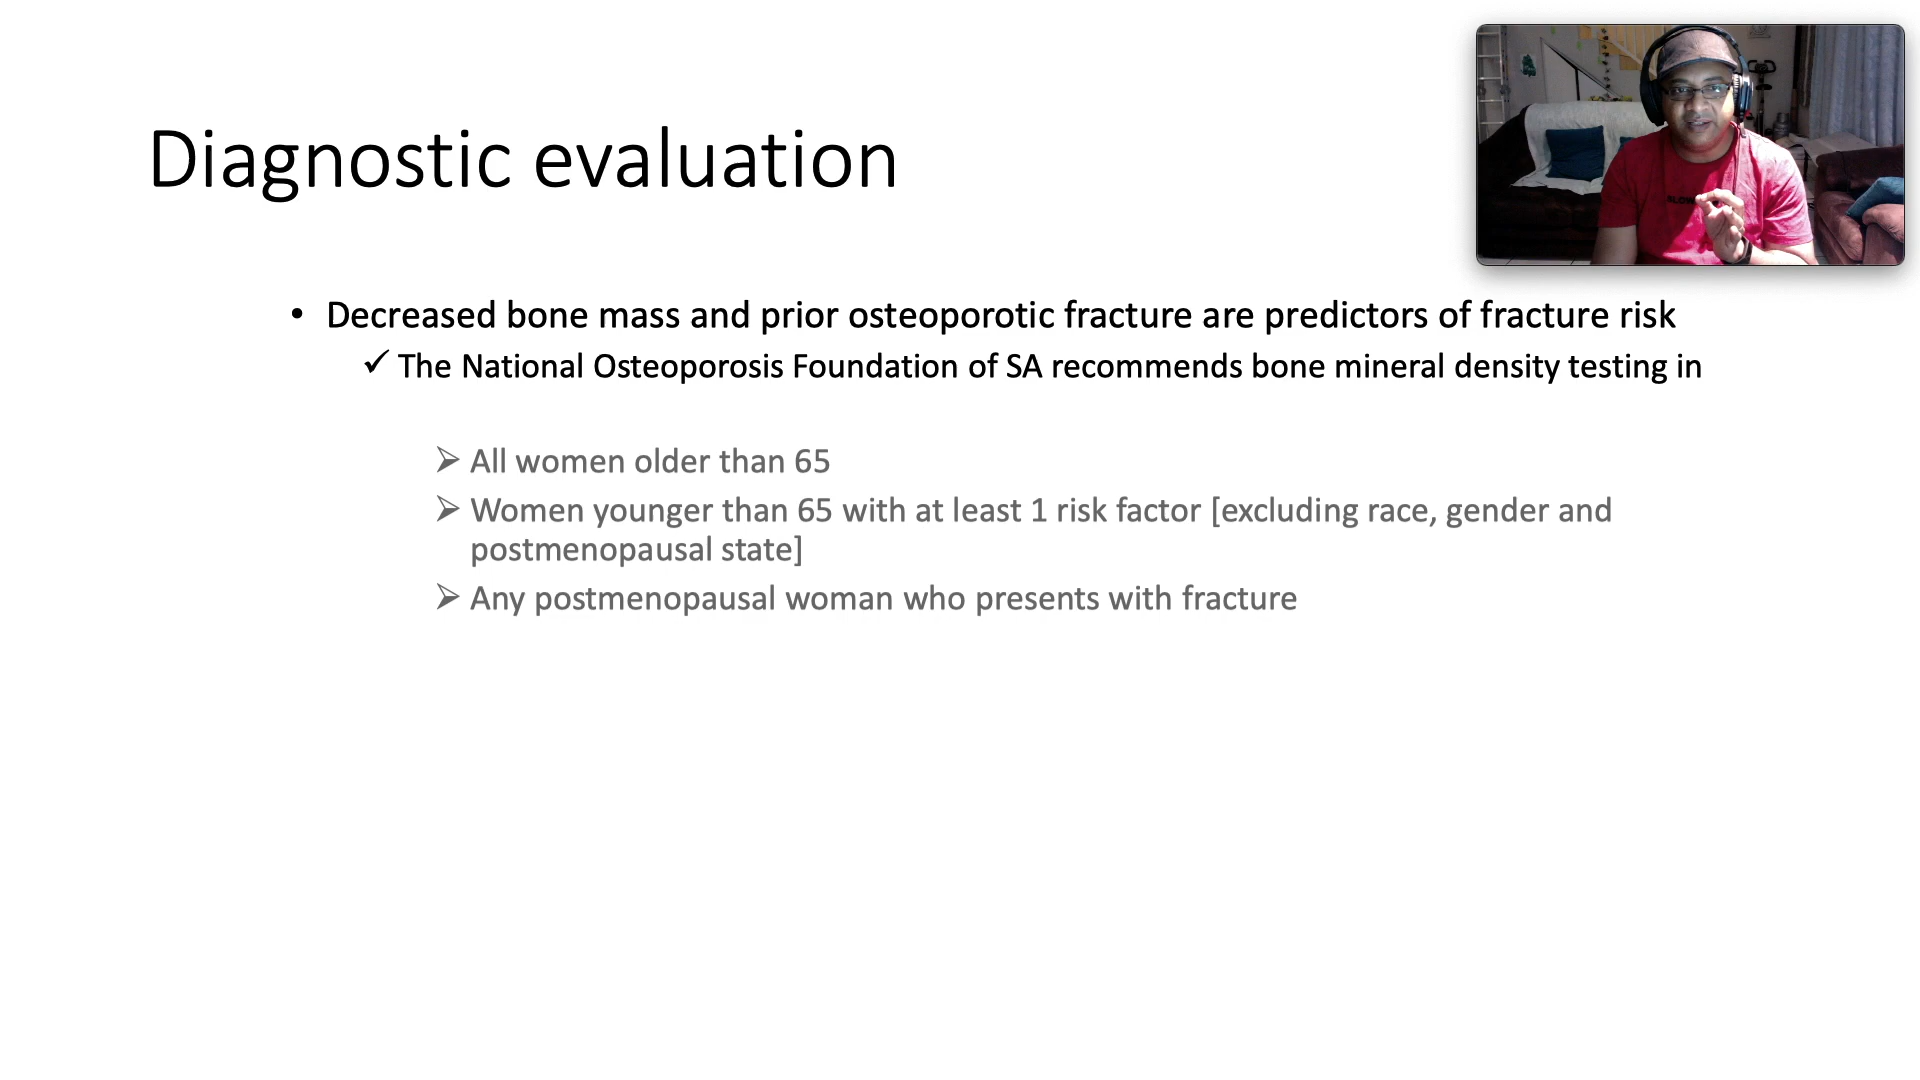 Diagnostic evaluation
• Decreased bone mass and prior osteoporotic fracture are predictors of fracture risk
✓ The National Osteoporosis Foundation of SA recommends bone mineral density testing in
➢ All women older than 65
➢ Women younger than 65 with at least 1 risk factor [excluding race, gender and
postmenopausal state]
➢ Any postmenopausal woman who presents with fracture